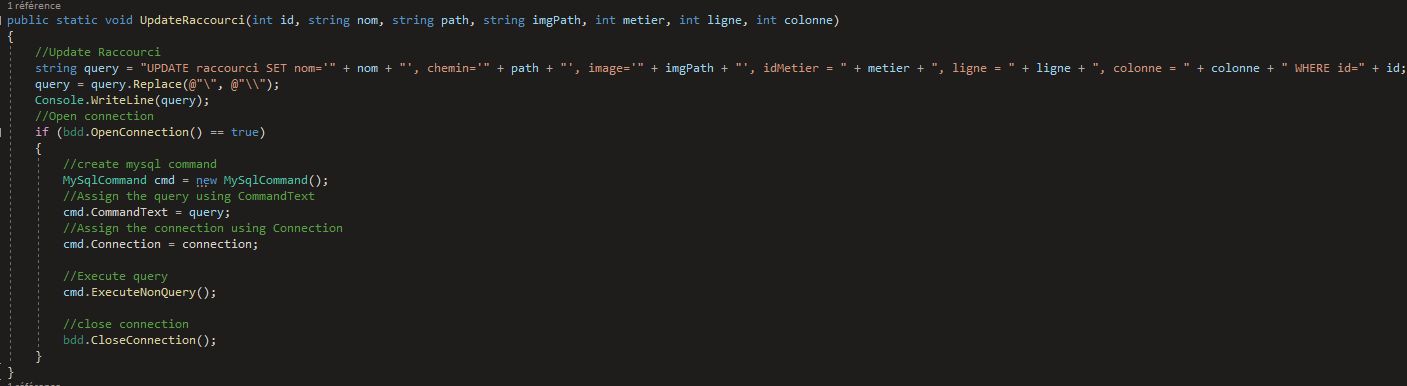 1 référence
public static void UpdateRaccourci(int id, string nom, string path, string imgPath, int metier, int ligne, int colonne)
{
//Update Raccourci
string query = "UPDATE raccourci SET nom='" + nom + "', chemin='" + path + "', image='" + imgPath + "', idMetier = " + metier + ", ligne = " + ligne + ", colonne = " + colonne + " WHERE id=" + id;
query = query.Replace(@"\", @"\\");
Console.WriteLine(query);
//Open connection
if (bdd.OpenConnection() == true)
{
//create mysql command
MySqlCommand cmd = new MySqlCommand();
//Assign the query using CommandText
cmd.CommandText = query;
//Assign the connection using Connection
cmd.Connection = connection;
//Execute query
cmd.ExecuteNonQuery();
//close connection
bdd.CloseConnection();
}
}
1 référence